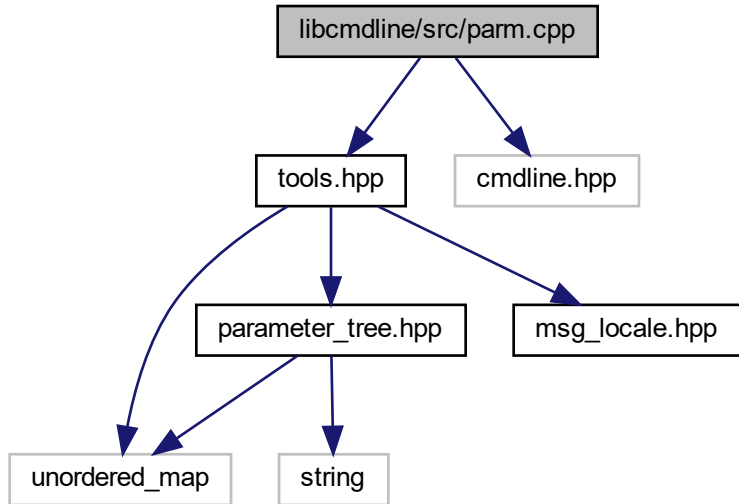 libcmdline/src/parm.cpp
tools.hpp
cmdline.hpp
parameter_tree.hpp
msg_locale.hpp
unordered_map
string